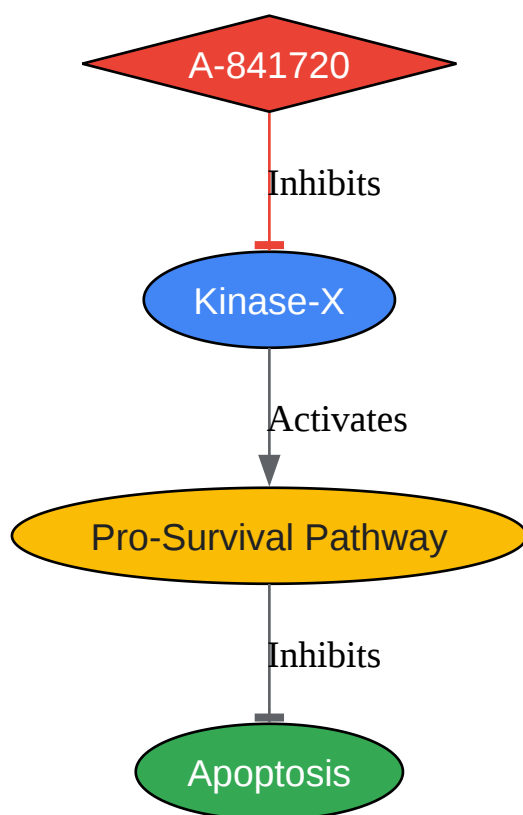 A-841720
Inhibits
Kinase-X
Activates
Pro-Survival Pathway
Inhibits
Apoptosis